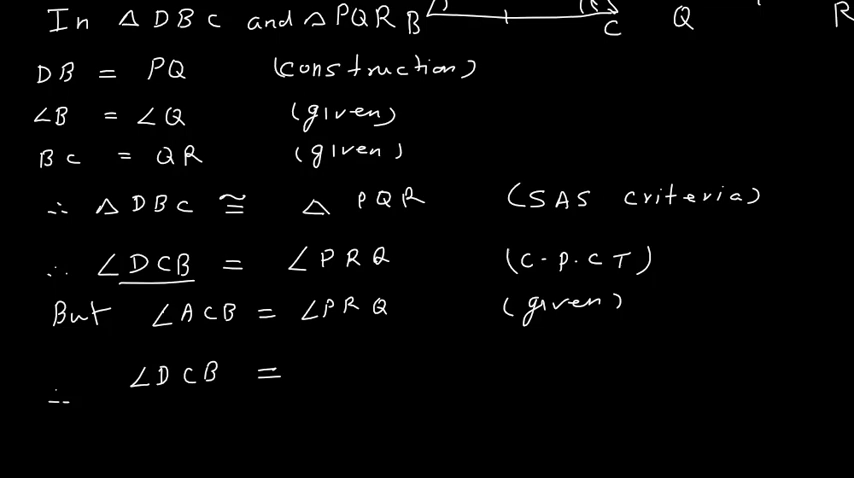 In △ DBC and △ PQR B C Q R
DB = PQ (construction)
∠B = ∠Q (given)
BC = QR (given)
∴ △ DBC ≅ △ PQR (SAS criteria)
∴ ∠DCB = ∠PRQ (C-P.CT)
But ∠ACB = ∠PRQ (given)
∴ ∠DCB =